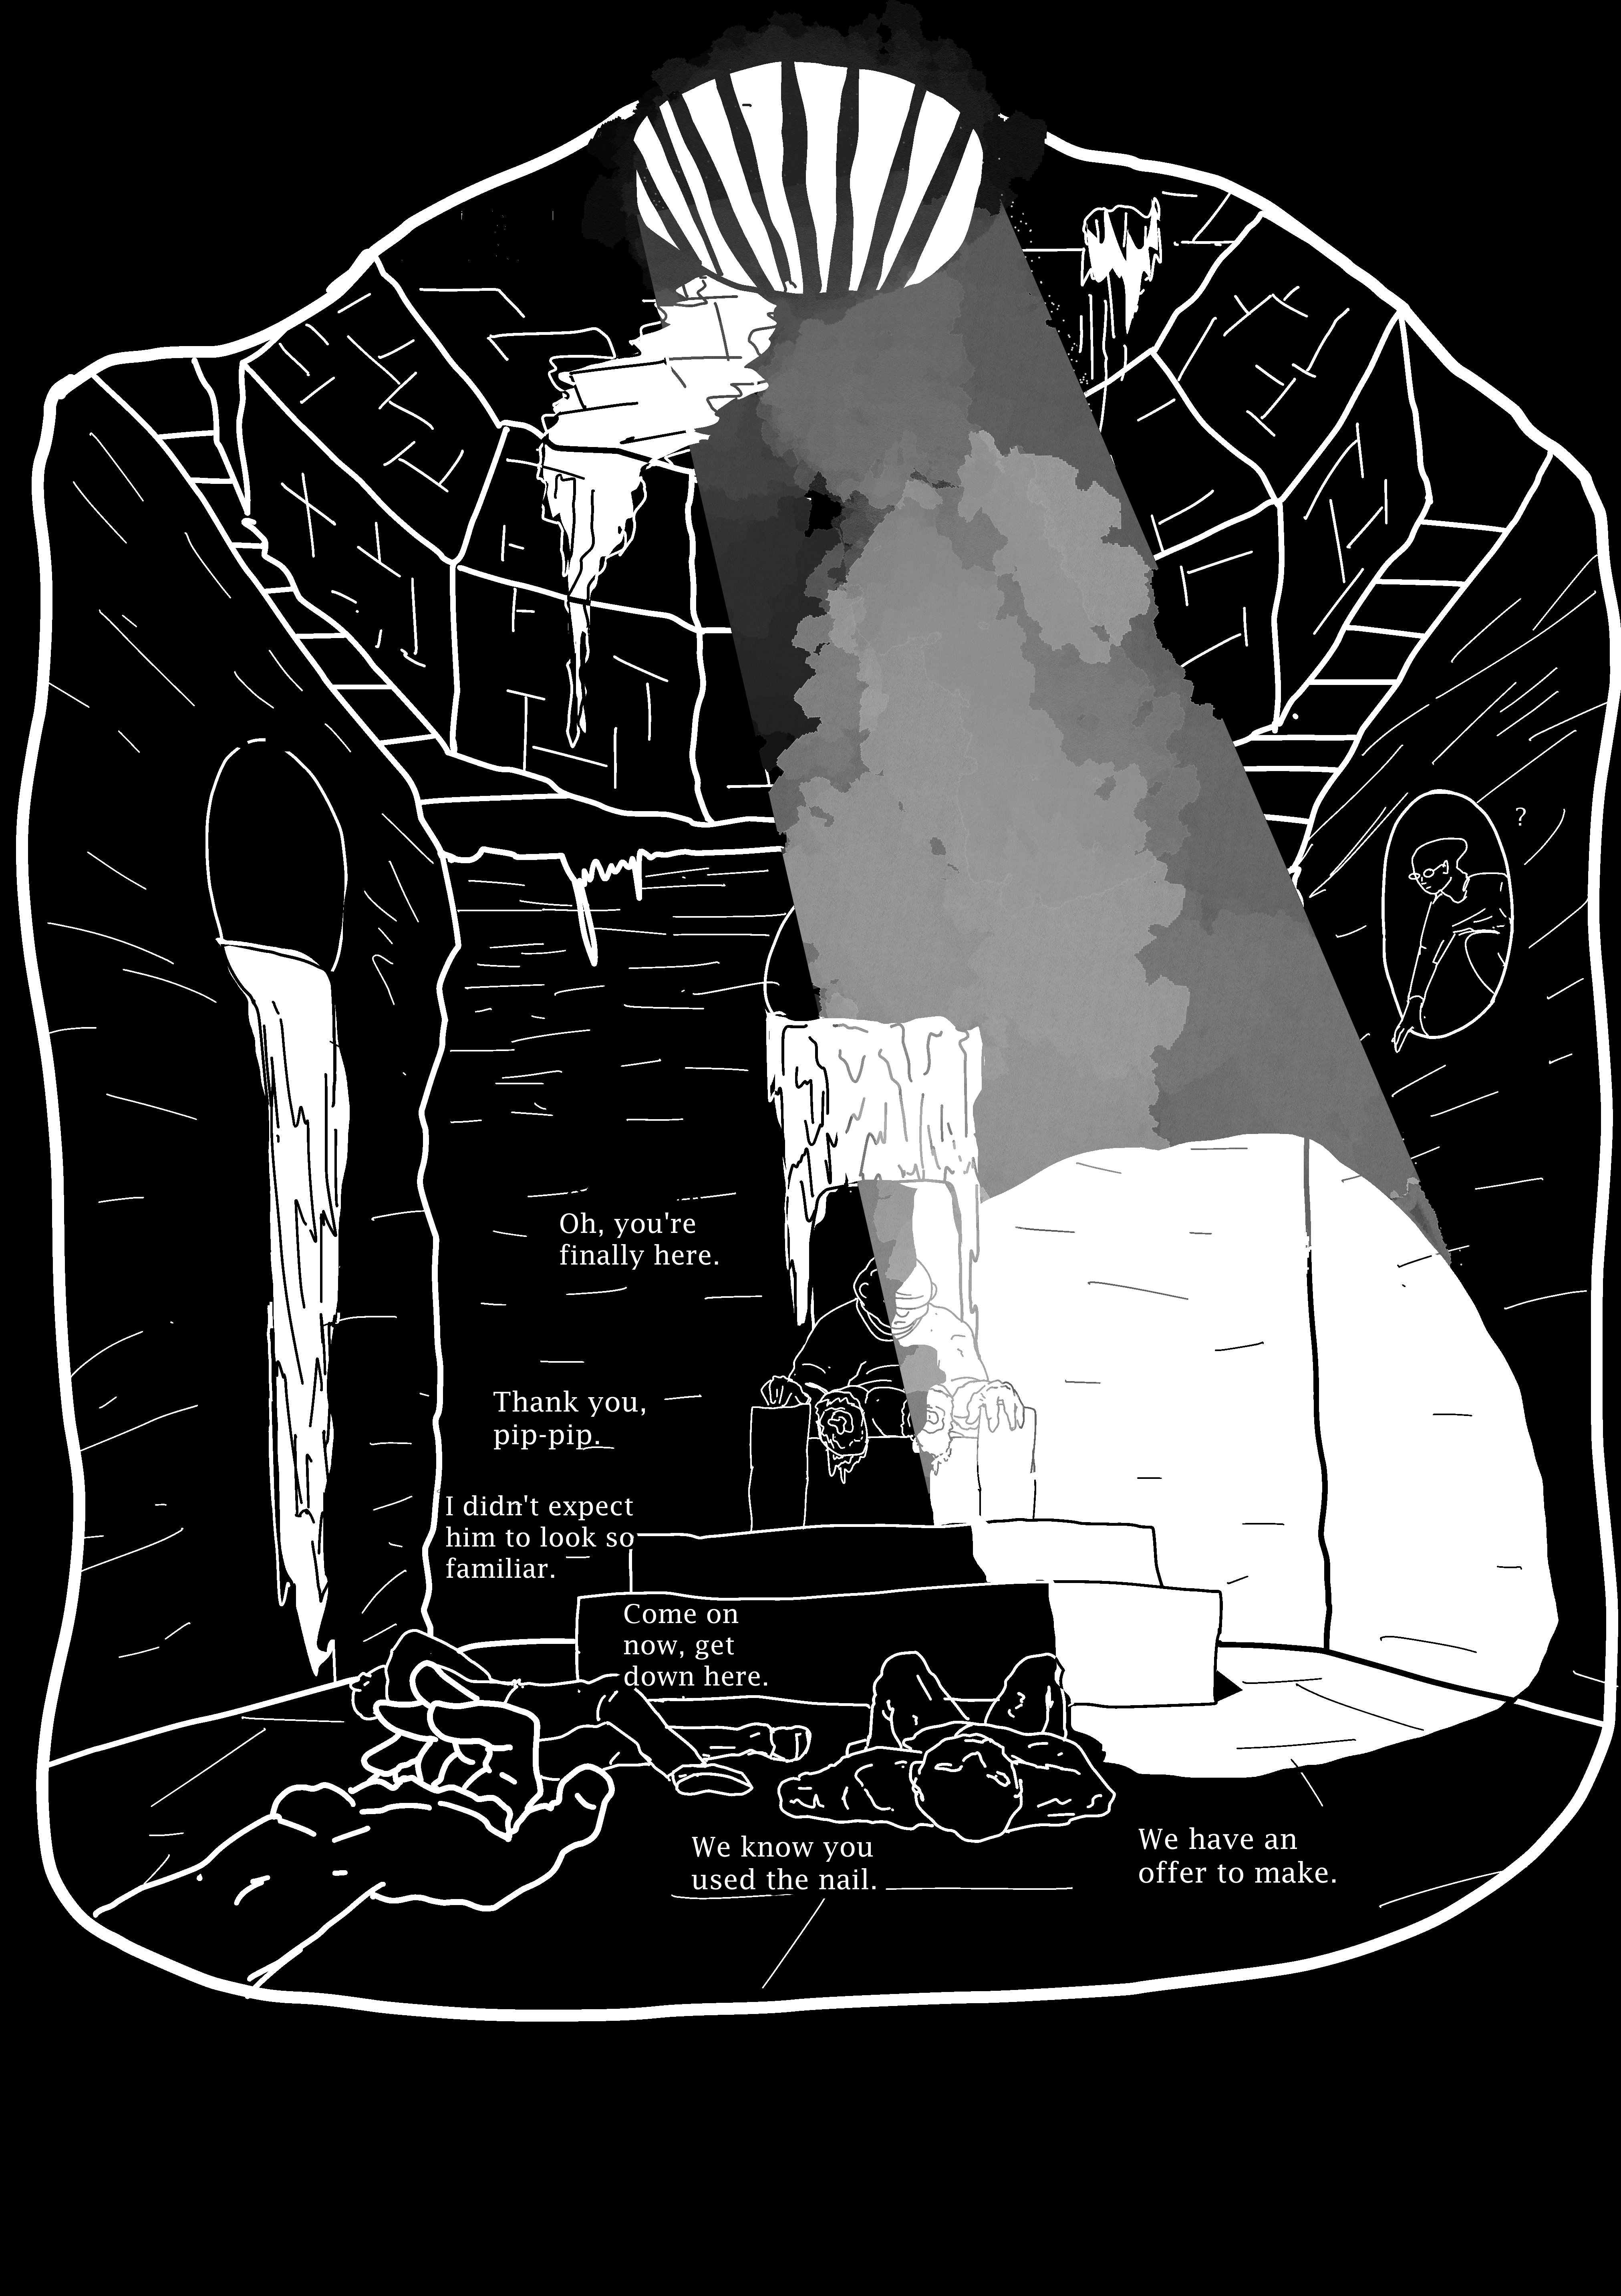 ?
Oh, you're
finally here.
Thank you,
pip-pip.
I didn't expect
him to look so
familiar.
Come on
now, get
down here.
We know you
used the nail.
We have an
offer to make.